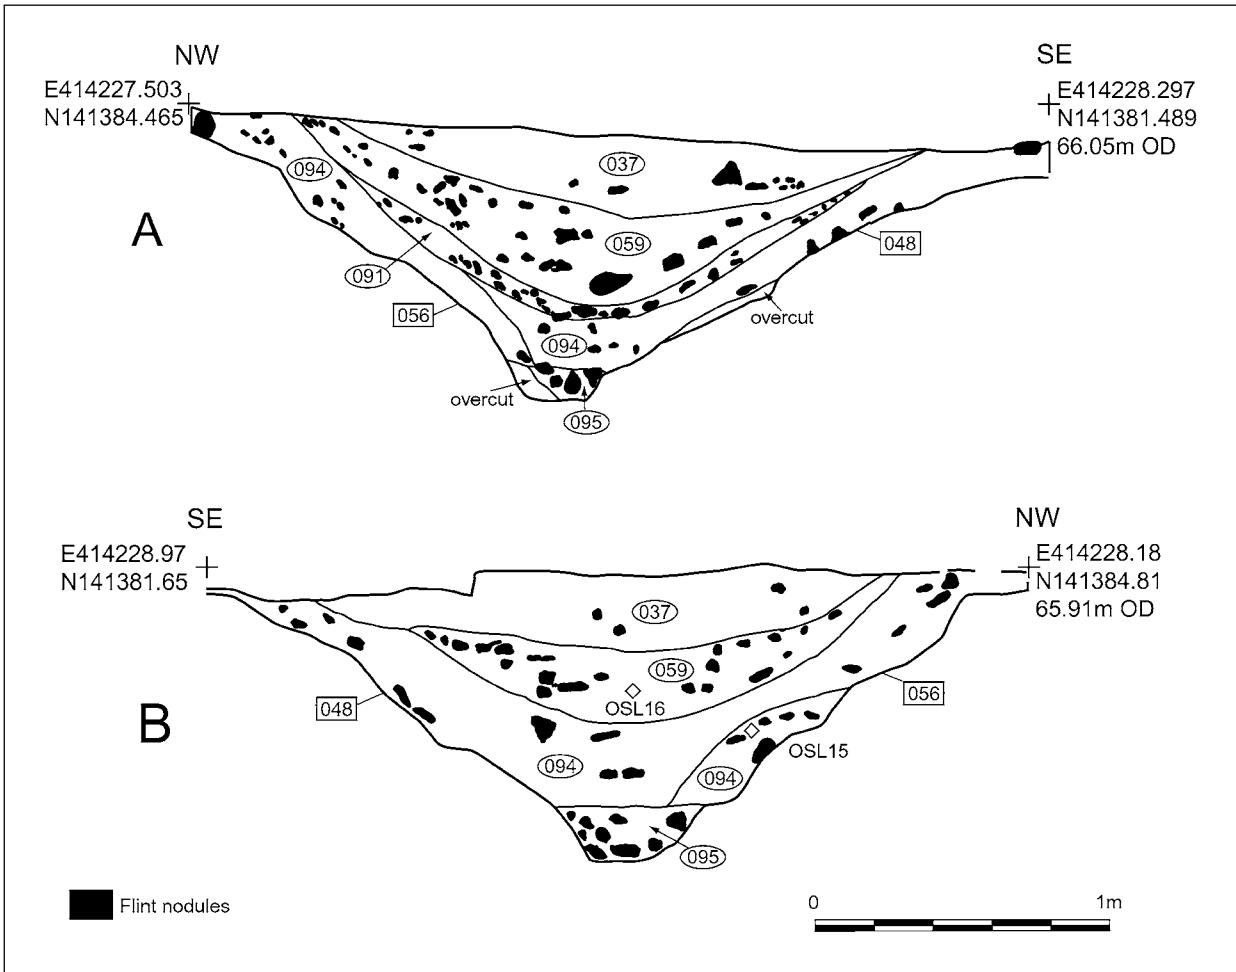 NW
E414227.503
N141384.465
SE
E414228.297
N141381.489
66.05m OD
094
037
A
059
048
091
056
overcut
094
overcut
095
SE
E414228.97
N141381.65
NW
E414228.18
N141384.81
65.91m OD
037
059
048
056
OSL16
B
OSL15
094
094
095
Flint nodules
0 1m